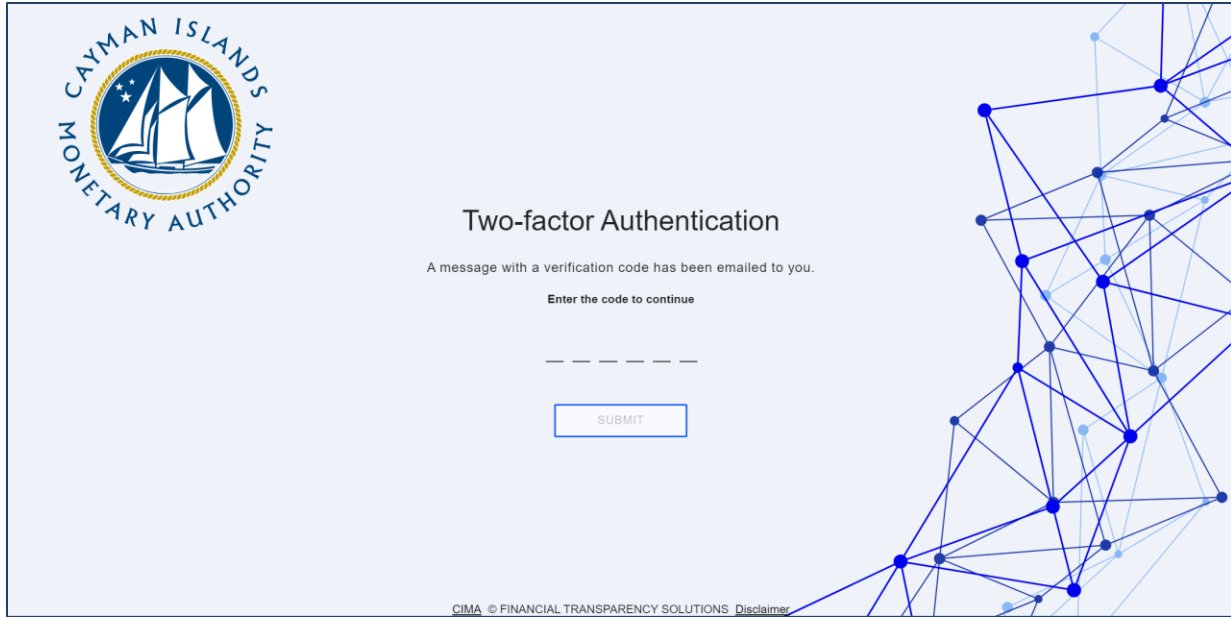 CAYMAN ISLANDS
MONETARY AUTHORITY
Two-factor Authentication
A message with a verification code has been emailed to you.
Enter the code to continue
SUBMIT
CIMA © FINANCIAL TRANSPARENCY SOLUTIONS Disclaimer